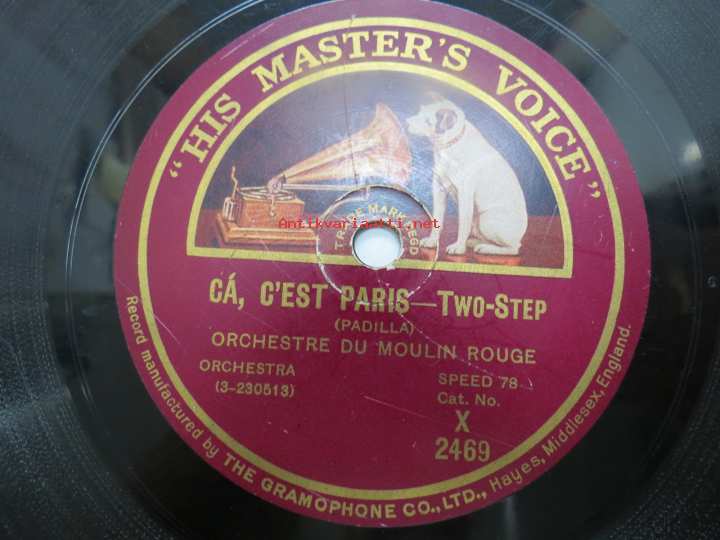 "HIS MASTER'S VOICE"
Antikvariaatti.net
TRADE MARK REGD
CÁ, C'EST PARIS—TWO-STEP
(PADILLA)
ORCHESTRE DU MOULIN ROUGE
ORCHESTRA
(3-230513)
SPEED 78
Cat. No.
X
2469
Record manufactured by THE GRAMOPHONE CO., LTD., Hayes, Middlesex, England.